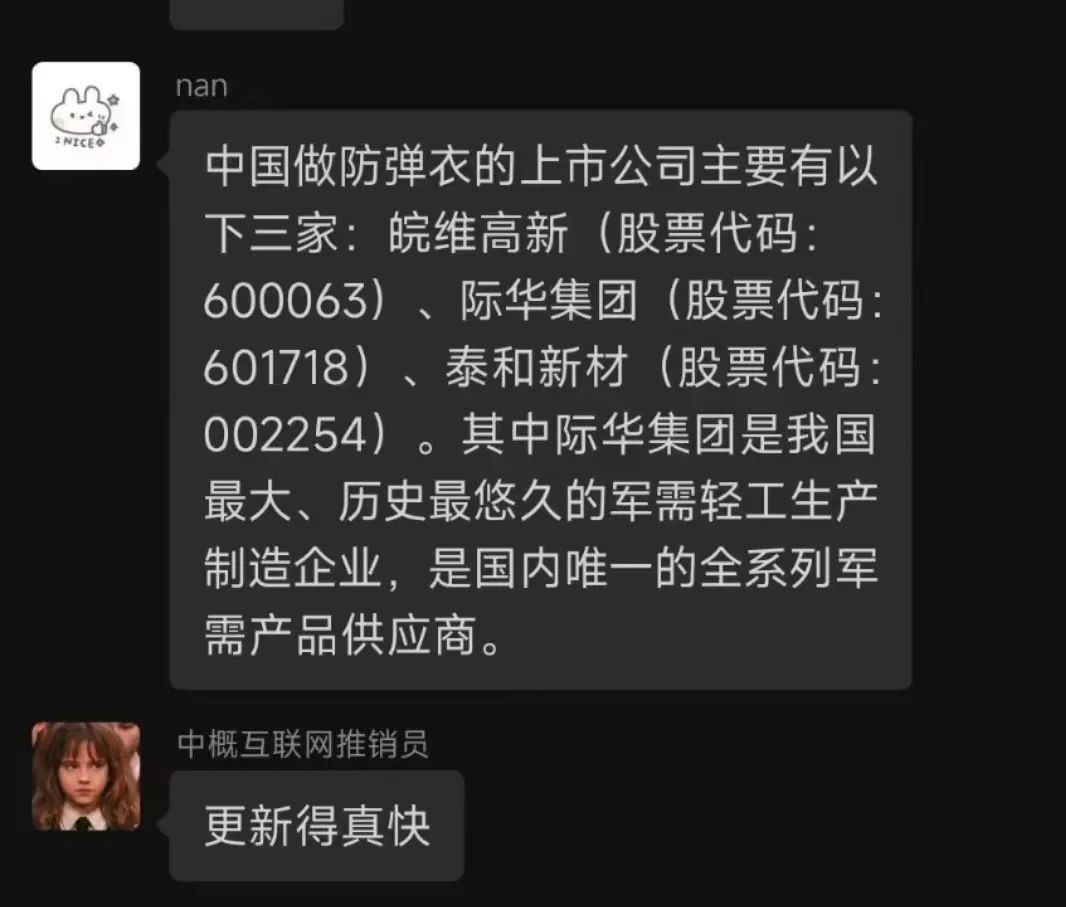 nan
中国做防弹衣的上市公司主要有以
下三家：皖维高新（股票代码：
600063）、际华集团（股票代码：
601718）、泰和新材（股票代码：
002254）。其中际华集团是我国
最大、历史最悠久的军需轻工生产
制造企业，是国内唯一的全系列军
需产品供应商。
中概互联网推销员
更新得真快